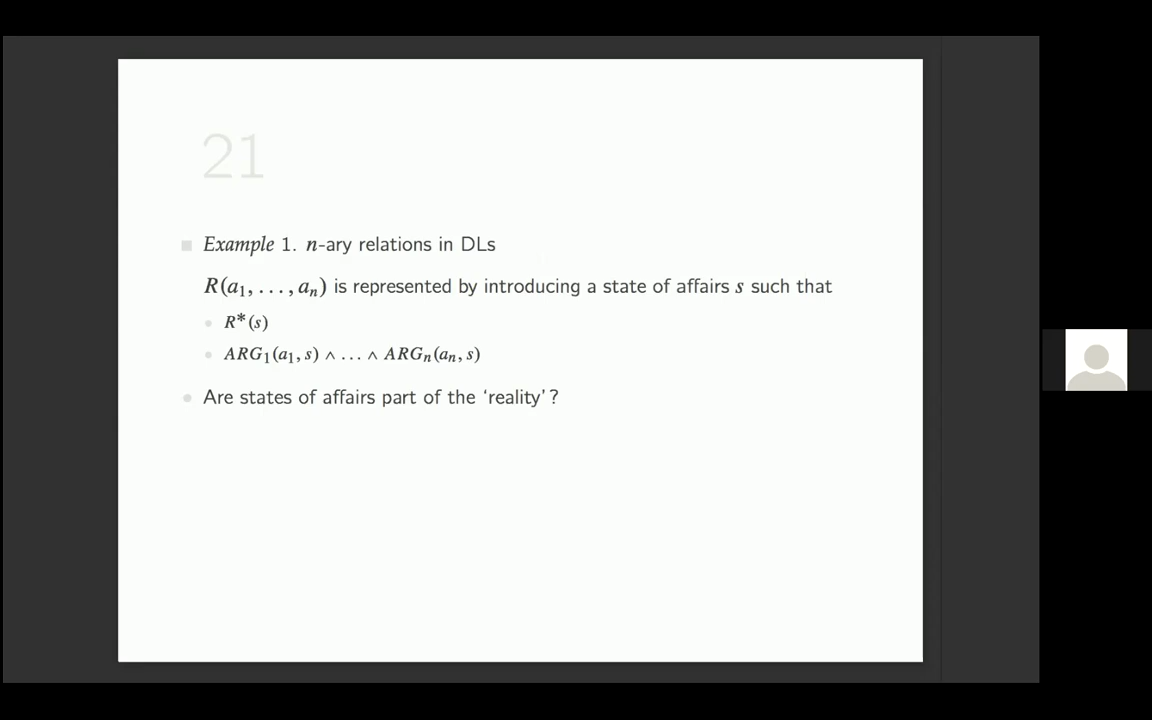 21
Example 1. n-ary relations in DLs
R(a₁, . . . , aₙ) is represented by introducing a state of affairs s such that
R*(s)
ARG₁(a₁, s) ∧ . . . ∧ ARGₙ(aₙ, s)
Are states of affairs part of the ‘reality’?